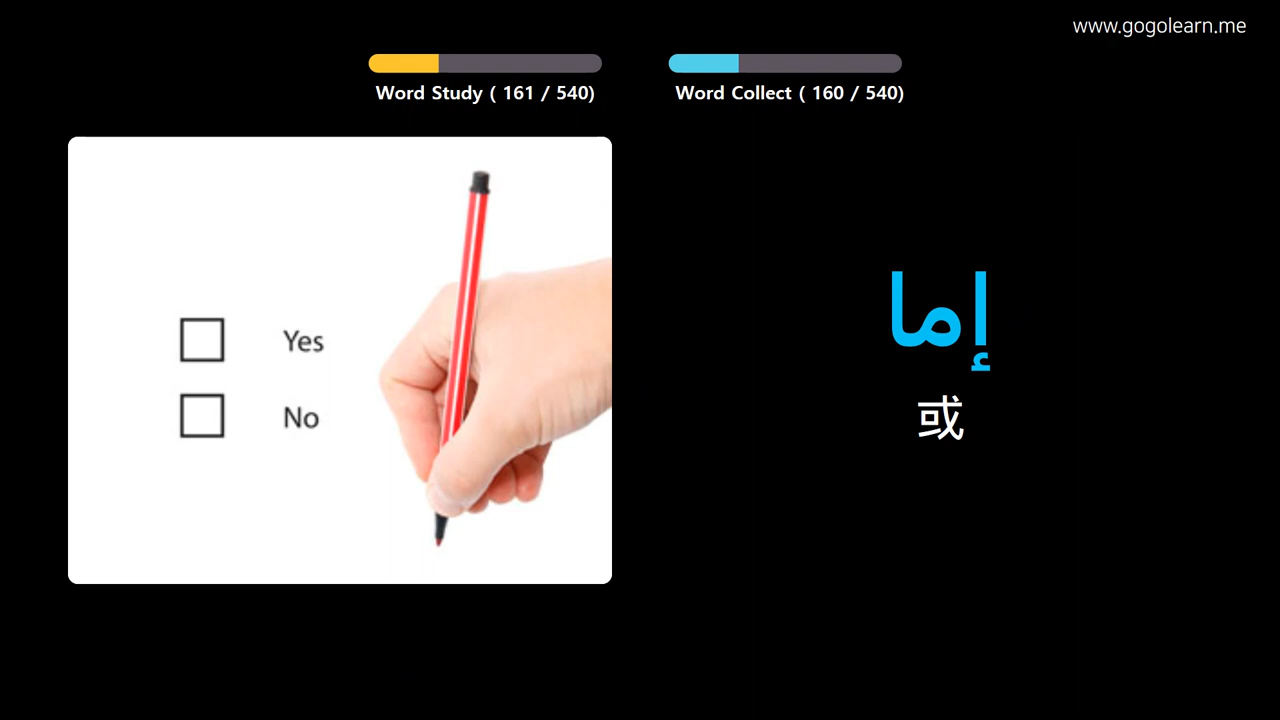 www.gogolearn.me
Word Study ( 161 / 540)
Word Collect ( 160 / 540)
Yes
No
إما
或